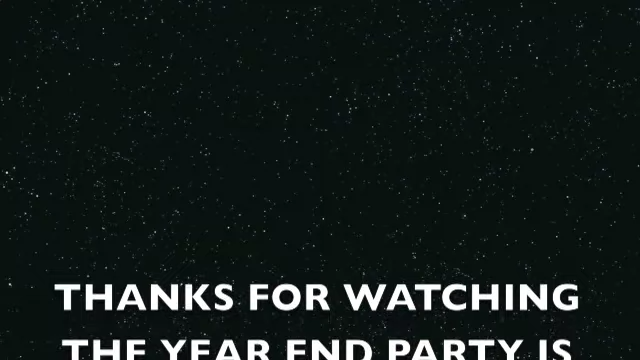 THANKS FOR WATCHING
THE YEAR END PARTY IS